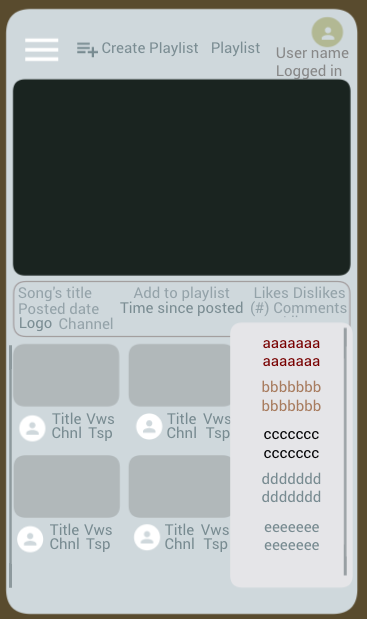 Create Playlist Playlist
User name
Logged in
Song's title Add to playlist Likes Dislikes
Posted date Time since posted (#) Comments
Logo Channel
Title Vws Title Vws
Chnl Tsp Chnl Tsp
Title Vws Title Vws
Chnl Tsp Chnl Tsp
aaaaaaa
aaaaaaa
bbbbbbb
bbbbbbb
ccccccc
ccccccc
ddddddd
ddddddd
eeeeeee
eeeeeee